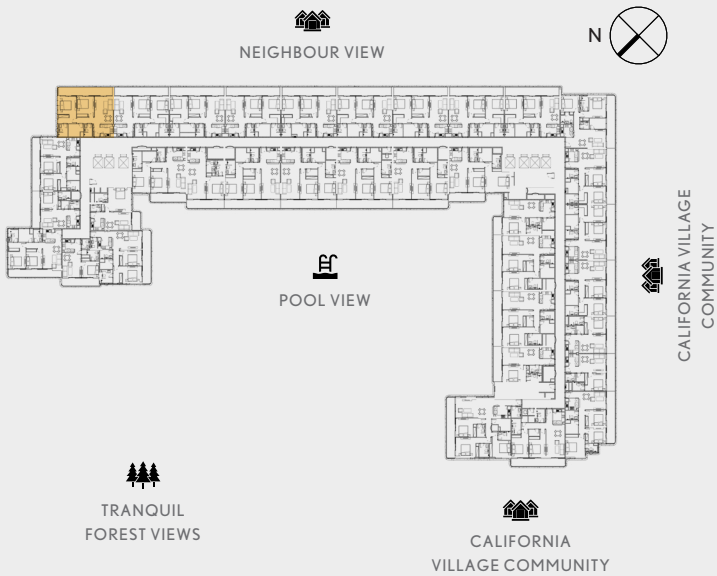 N
NEIGHBOUR VIEW
CALIFORNIA VILLAGE
COMMUNITY
POOL VIEW
TRANQUIL
FOREST VIEWS
CALIFORNIA
VILLAGE COMMUNITY